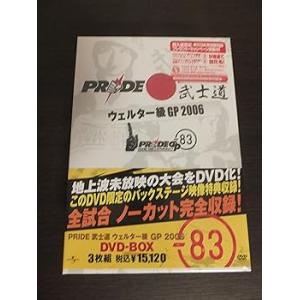 PRIDE 武士道
ウェルター級 GP 2006
PRIDE GP
-83
地上波未放映の大会をDVD化!
このDVD限定のバックステージ映像特典収録!
全試合 ノーカット完全収録!
PRIDE 武士道 ウェルター級 GP 2006
DVD-BOX
3枚組 税込¥15,120
-83